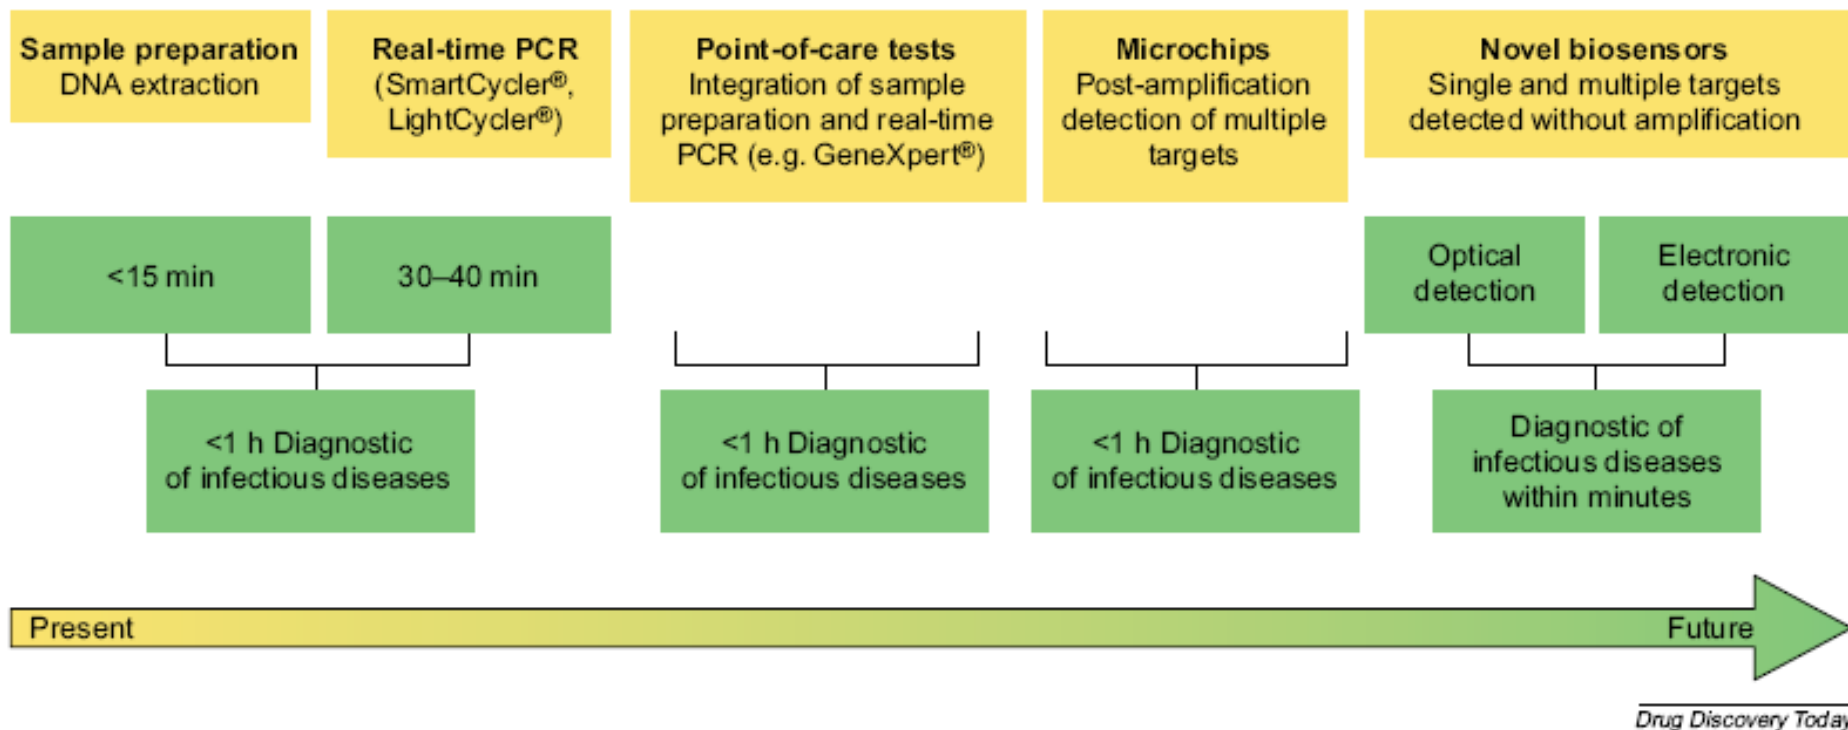 Sample preparation
DNA extraction
Real-time PCR
(SmartCycler®,
LightCycler®)
Point-of-care tests
Integration of sample
preparation and real-time
PCR (e.g. GeneXpert®)
Microchips
Post-amplification
detection of multiple
targets
Novel biosensors
Single and multiple targets
detected without amplification
<15 min
30–40 min
Optical
detection
Electronic
detection
<1 h Diagnostic
of infectious diseases
<1 h Diagnostic
of infectious diseases
<1 h Diagnostic
of infectious diseases
Diagnostic of
infectious diseases
within minutes
Present
Future
Drug Discovery Today